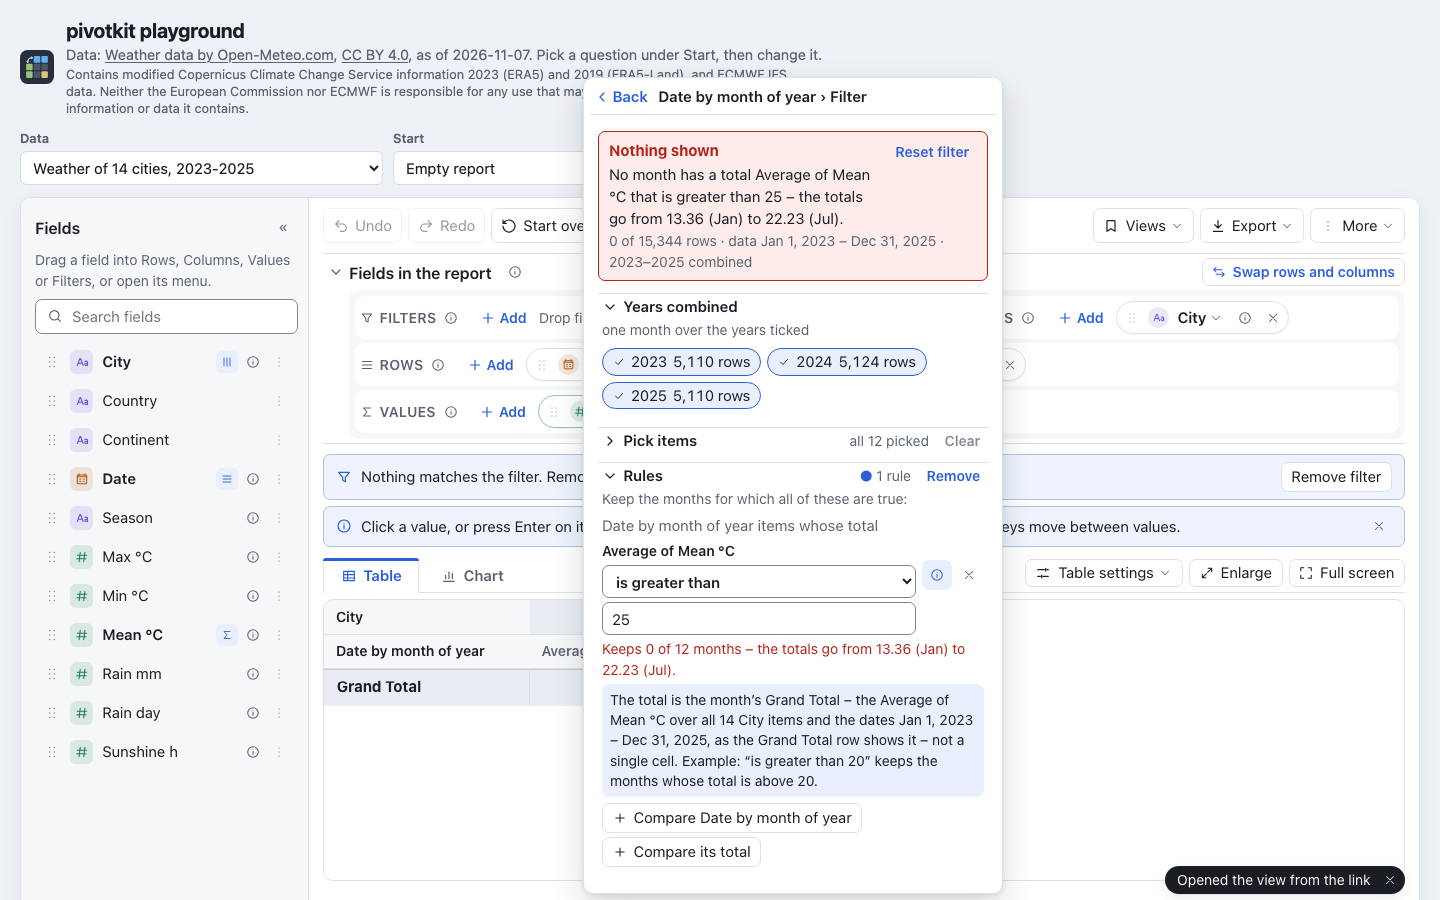 pivotkit playground
Data: Weather data by Open-Meteo.com, CC BY 4.0, as of 2026-11-07. Pick a question under Start, then change it.
Contains modified Copernicus Climate Change Service information 2023 (ERA5) and 2019 (ERA5-Land), and ECMWF IFS
data. Neither the European Commission nor ECMWF is responsible for any use that may
information or data it contains.
Data
Start
Weather of 14 cities, 2023-2025
Empty report
Fields
«
Drag a field into Rows, Columns, Values
or Filters, or open its menu.
Search fields
Aa City
Aa Country
Aa Continent
Date
Aa Season
# Max °C
# Min °C
# Mean °C Σ
# Rain mm
# Rain day
# Sunshine h
Undo
Redo
Start ove
Views
Export
More
Fields in the report
Swap rows and columns
FILTERS
Add
Drop fi
S
Add
Aa City
ROWS
Add
Σ VALUES
Add
#
Nothing matches the filter. Remo
Remove filter
Click a value, or press Enter on it
eys move between values.
Table
Chart
Table settings
Enlarge
Full screen
City
Date by month of year
Averag
Grand Total
Back
Date by month of year › Filter
Nothing shown
Reset filter
No month has a total Average of Mean
°C that is greater than 25 – the totals
go from 13.36 (Jan) to 22.23 (Jul).
0 of 15,344 rows · data Jan 1, 2023 – Dec 31, 2025 ·
2023–2025 combined
Years combined
one month over the years ticked
2023 5,110 rows
2024 5,124 rows
2025 5,110 rows
Pick items
all 12 picked
Clear
Rules
1 rule
Remove
Keep the months for which all of these are true:
Date by month of year items whose total
Average of Mean °C
is greater than
25
Keeps 0 of 12 months – the totals go from 13.36 (Jan) to
22.23 (Jul).
The total is the month’s Grand Total – the Average of
Mean °C over all 14 City items and the dates Jan 1, 2023
– Dec 31, 2025, as the Grand Total row shows it – not a
single cell. Example: “is greater than 20” keeps the
months whose total is above 20.
Compare Date by month of year
Compare its total
Opened the view from the link